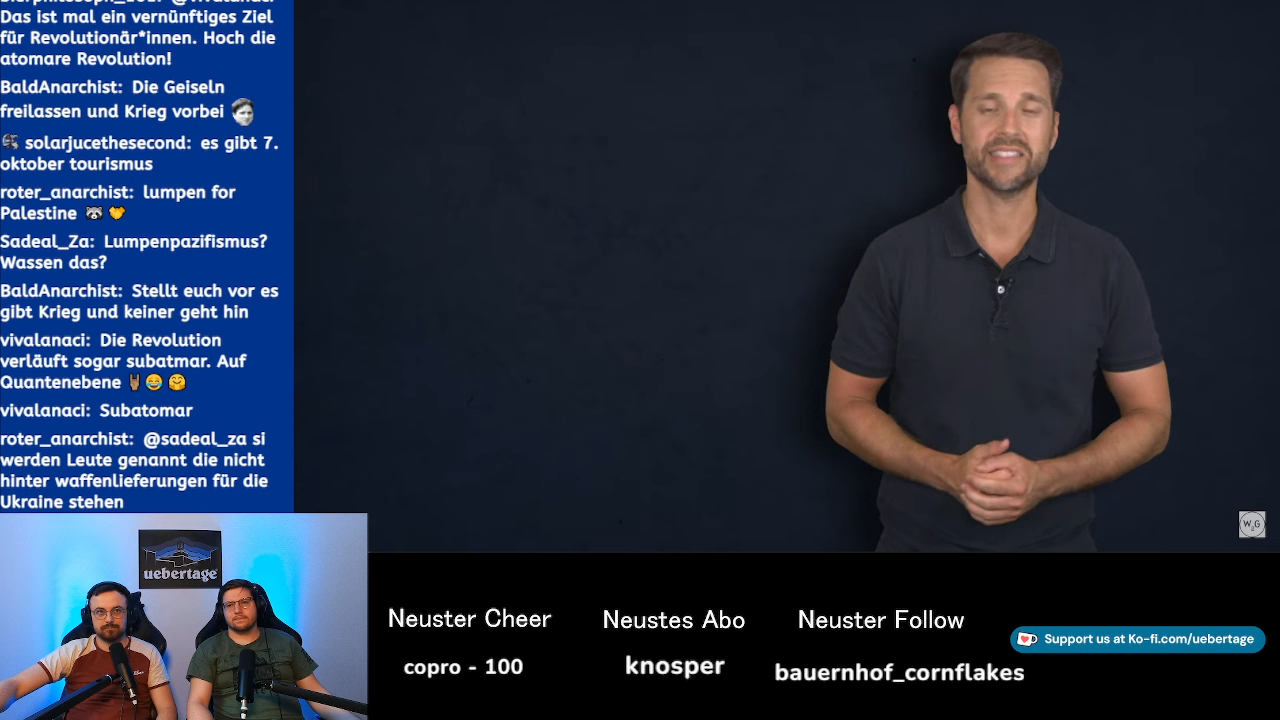 Das ist mal ein vernünftiges Ziel
für Revolutionär*innen. Hoch die
atomare Revolution!
BaldAnarchist: Die Geiseln
freilassen und Krieg vorbei
solarjucethesecond: es gibt 7.
oktober tourismus
roter_anarchist: lumpen for
Palestine
Sadeal_Za: Lumpenpazifismus?
Wassen das?
BaldAnarchist: Stellt euch vor es
gibt Krieg und keiner geht hin
vivalanaci: Die Revolution
verläuft sogar subatmar. Auf
Quantenebene
vivalanaci: Subatomar
roter_anarchist: @sadeal_za si
werden Leute genannt die nicht
hinter waffenlieferungen für die
Ukraine stehen
W2G
uebertage
Neuster Cheer
copro - 100
Neustes Abo
knosper
Neuster Follow
bauernhof_cornflakes
Support us at Ko-fi.com/uebertage